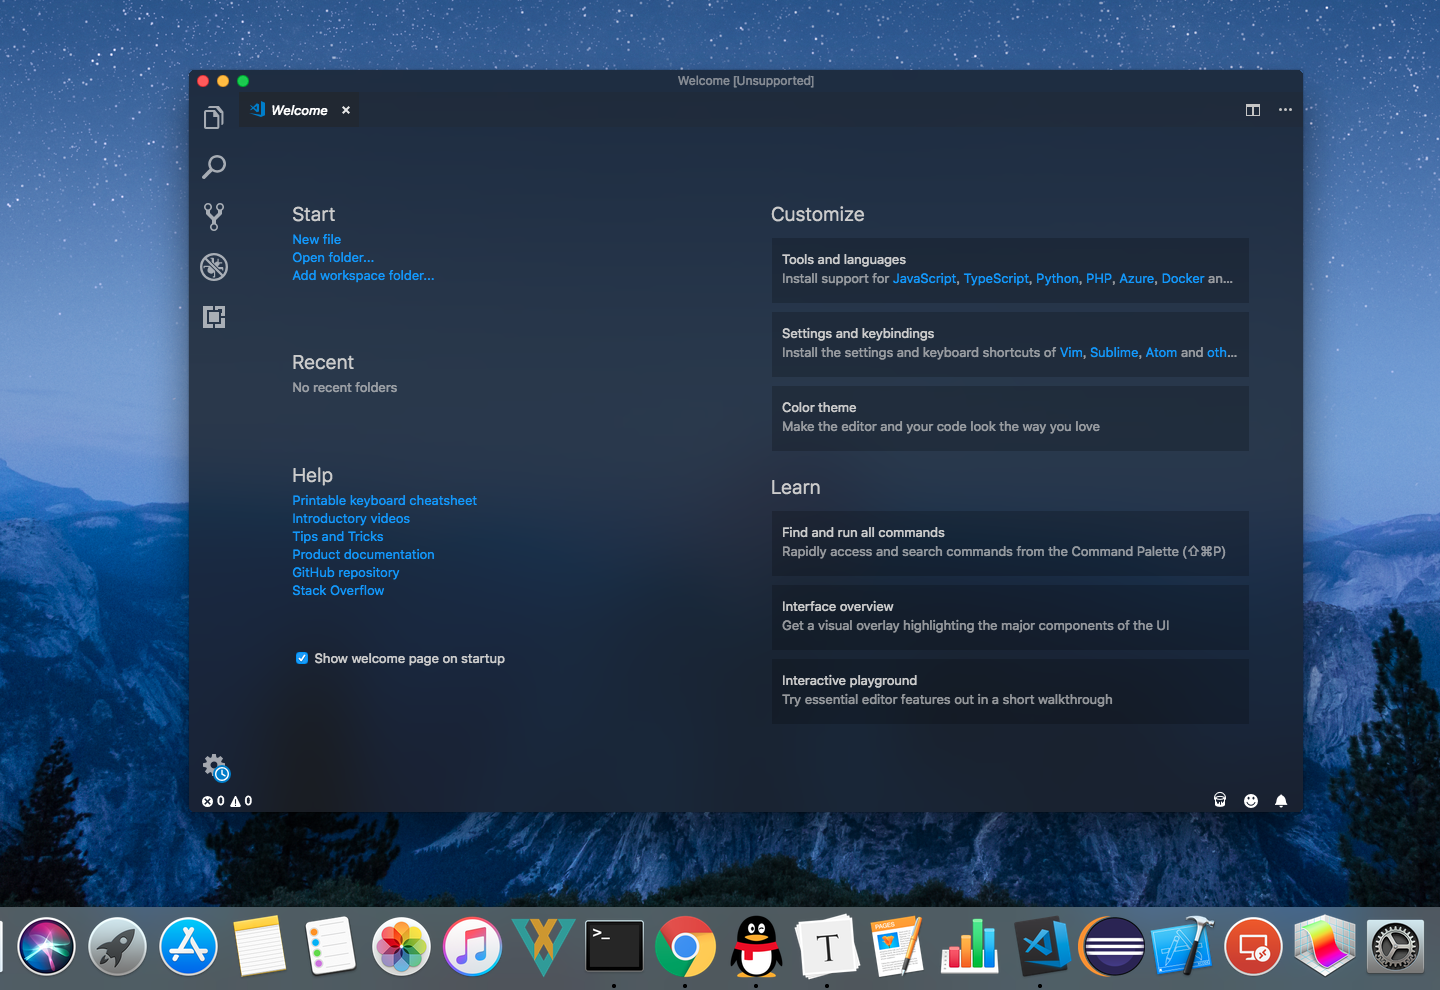 Welcome [Unsupported]
Welcome
Start
New file
Open folder...
Add workspace folder...
Recent
No recent folders
Help
Printable keyboard cheatsheet
Introductory videos
Tips and Tricks
Product documentation
GitHub repository
Stack Overflow
Show welcome page on startup
Customize
Tools and languages
Install support for JavaScript, TypeScript, Python, PHP, Azure, Docker an...
Settings and keybindings
Install the settings and keyboard shortcuts of Vim, Sublime, Atom and oth...
Color theme
Make the editor and your code look the way you love
Learn
Find and run all commands
Rapidly access and search commands from the Command Palette (⇧⌘P)
Interface overview
Get a visual overlay highlighting the major components of the UI
Interactive playground
Try essential editor features out in a short walkthrough
0 0
>_
T
PAGES